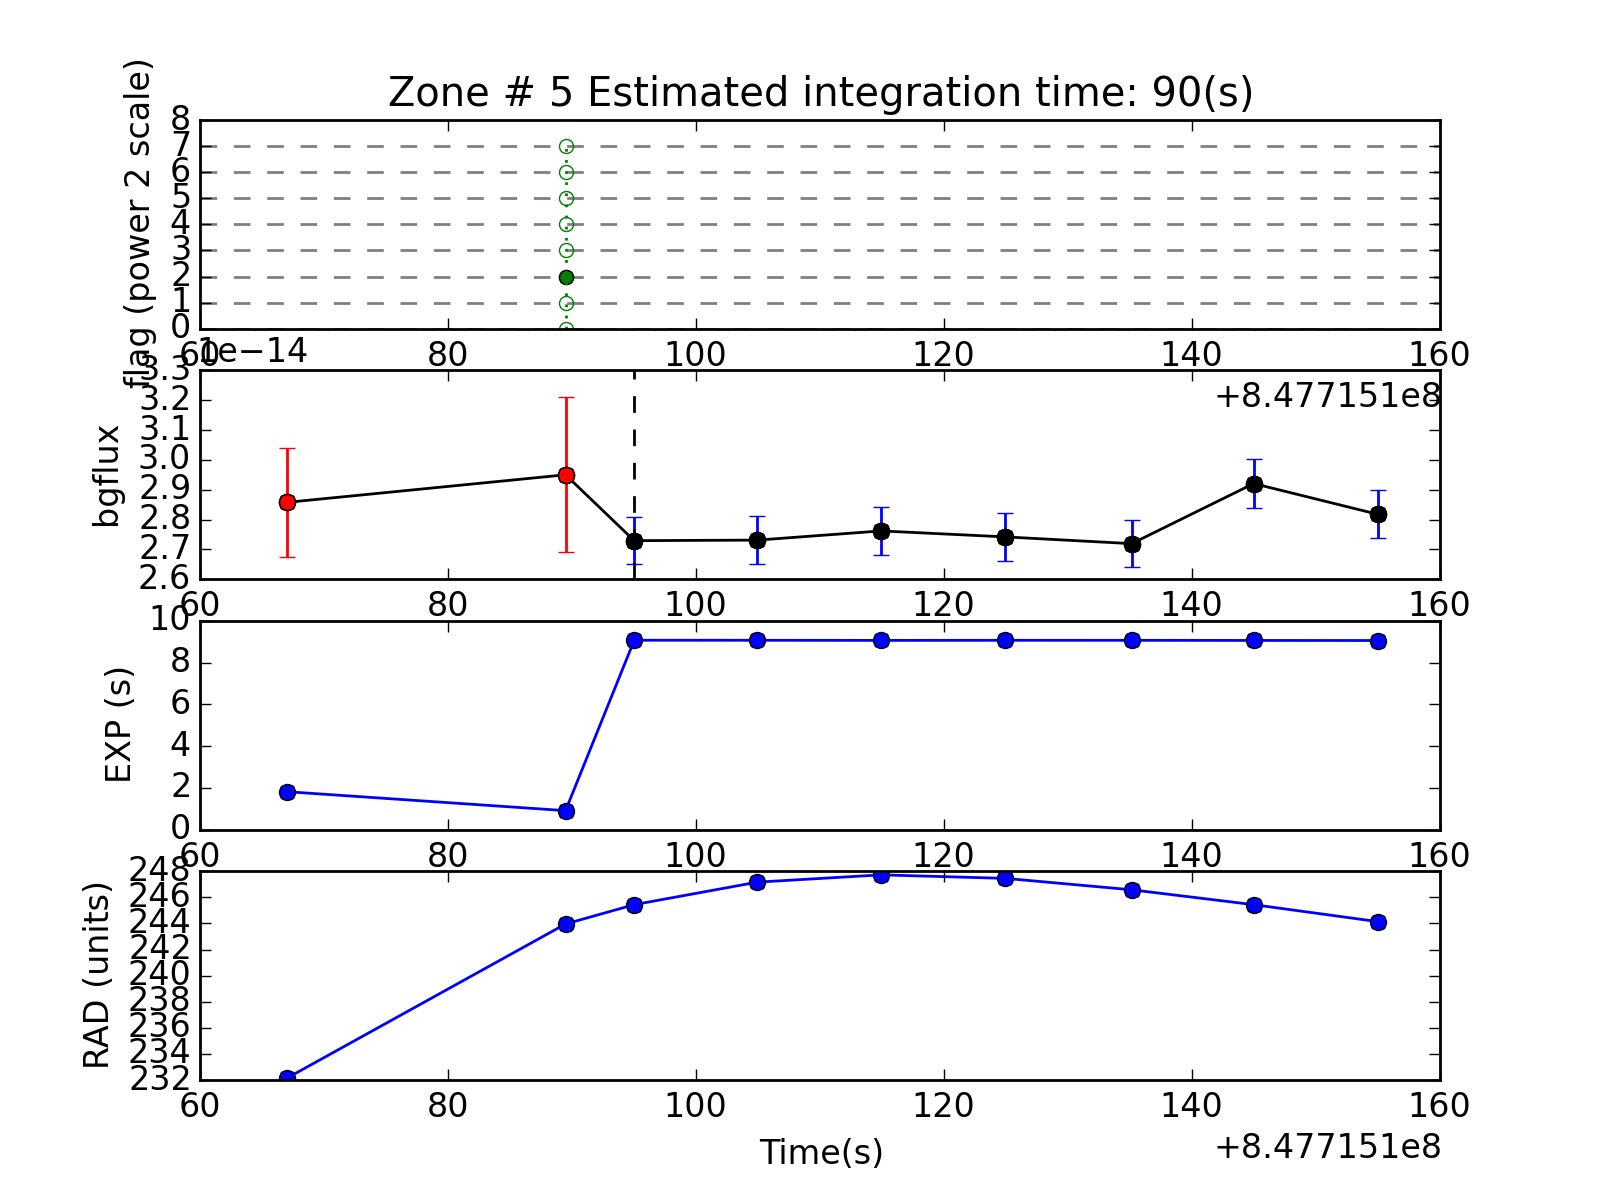 Zone # 5 Estimated integration time: 90(s)
flag (power 2 scale)
8
7
6
5
4
3
2
1
0
60 80 100 120 140 160
+8.477151e8
1e−14
bgflux
3.3
3.2
3.1
3.0
2.9
2.8
2.7
2.6
60 80 100 120 140 160
EXP (s)
10
8
6
4
2
0
60 80 100 120 140 160
RAD (units)
248
246
244
242
240
238
236
234
232
60 80 100 120 140 160
Time(s)
+8.477151e8